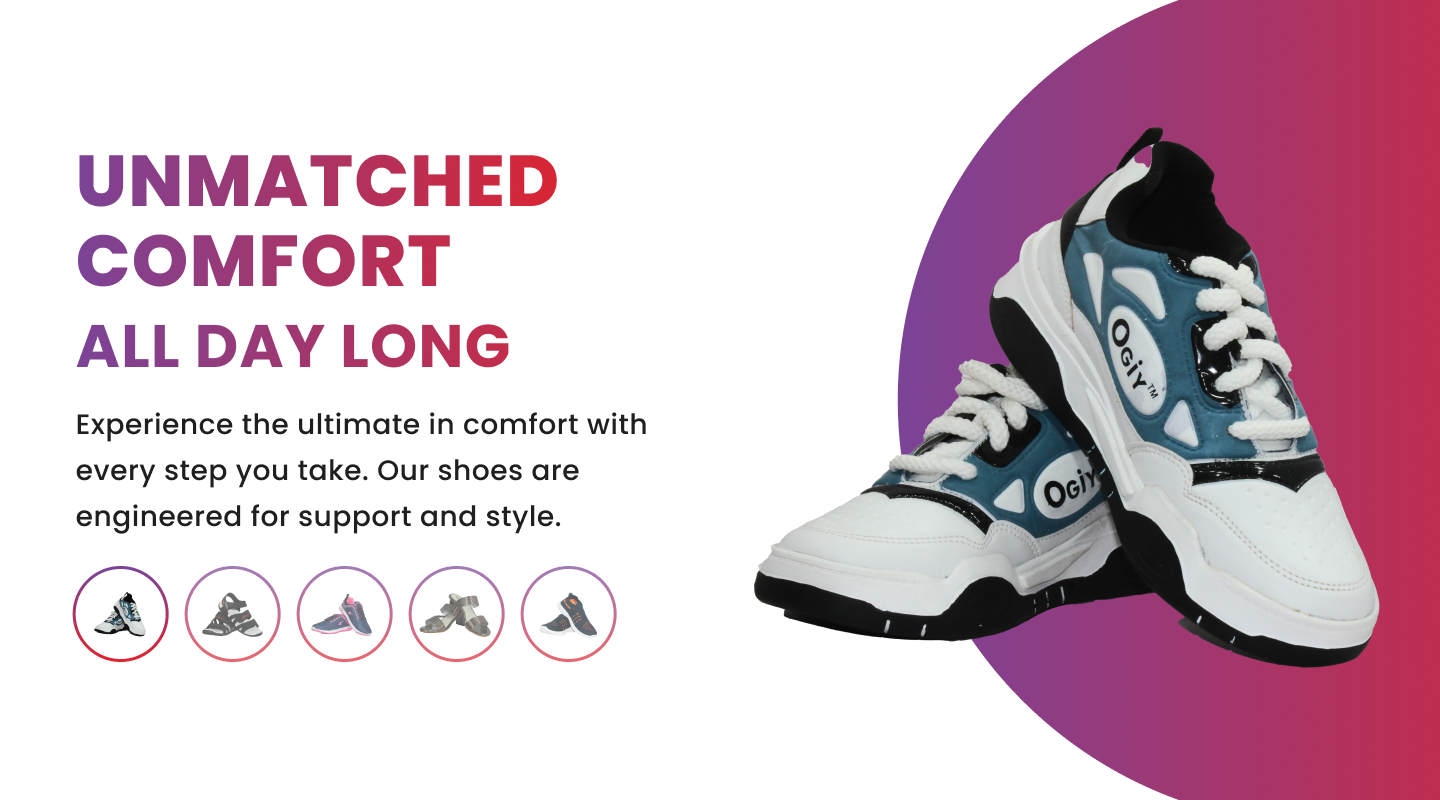 UNMATCHED
COMFORT
ALL DAY LONG
Experience the ultimate in comfort with
every step you take. Our shoes are
engineered for support and style.
OGiY™
OGiY